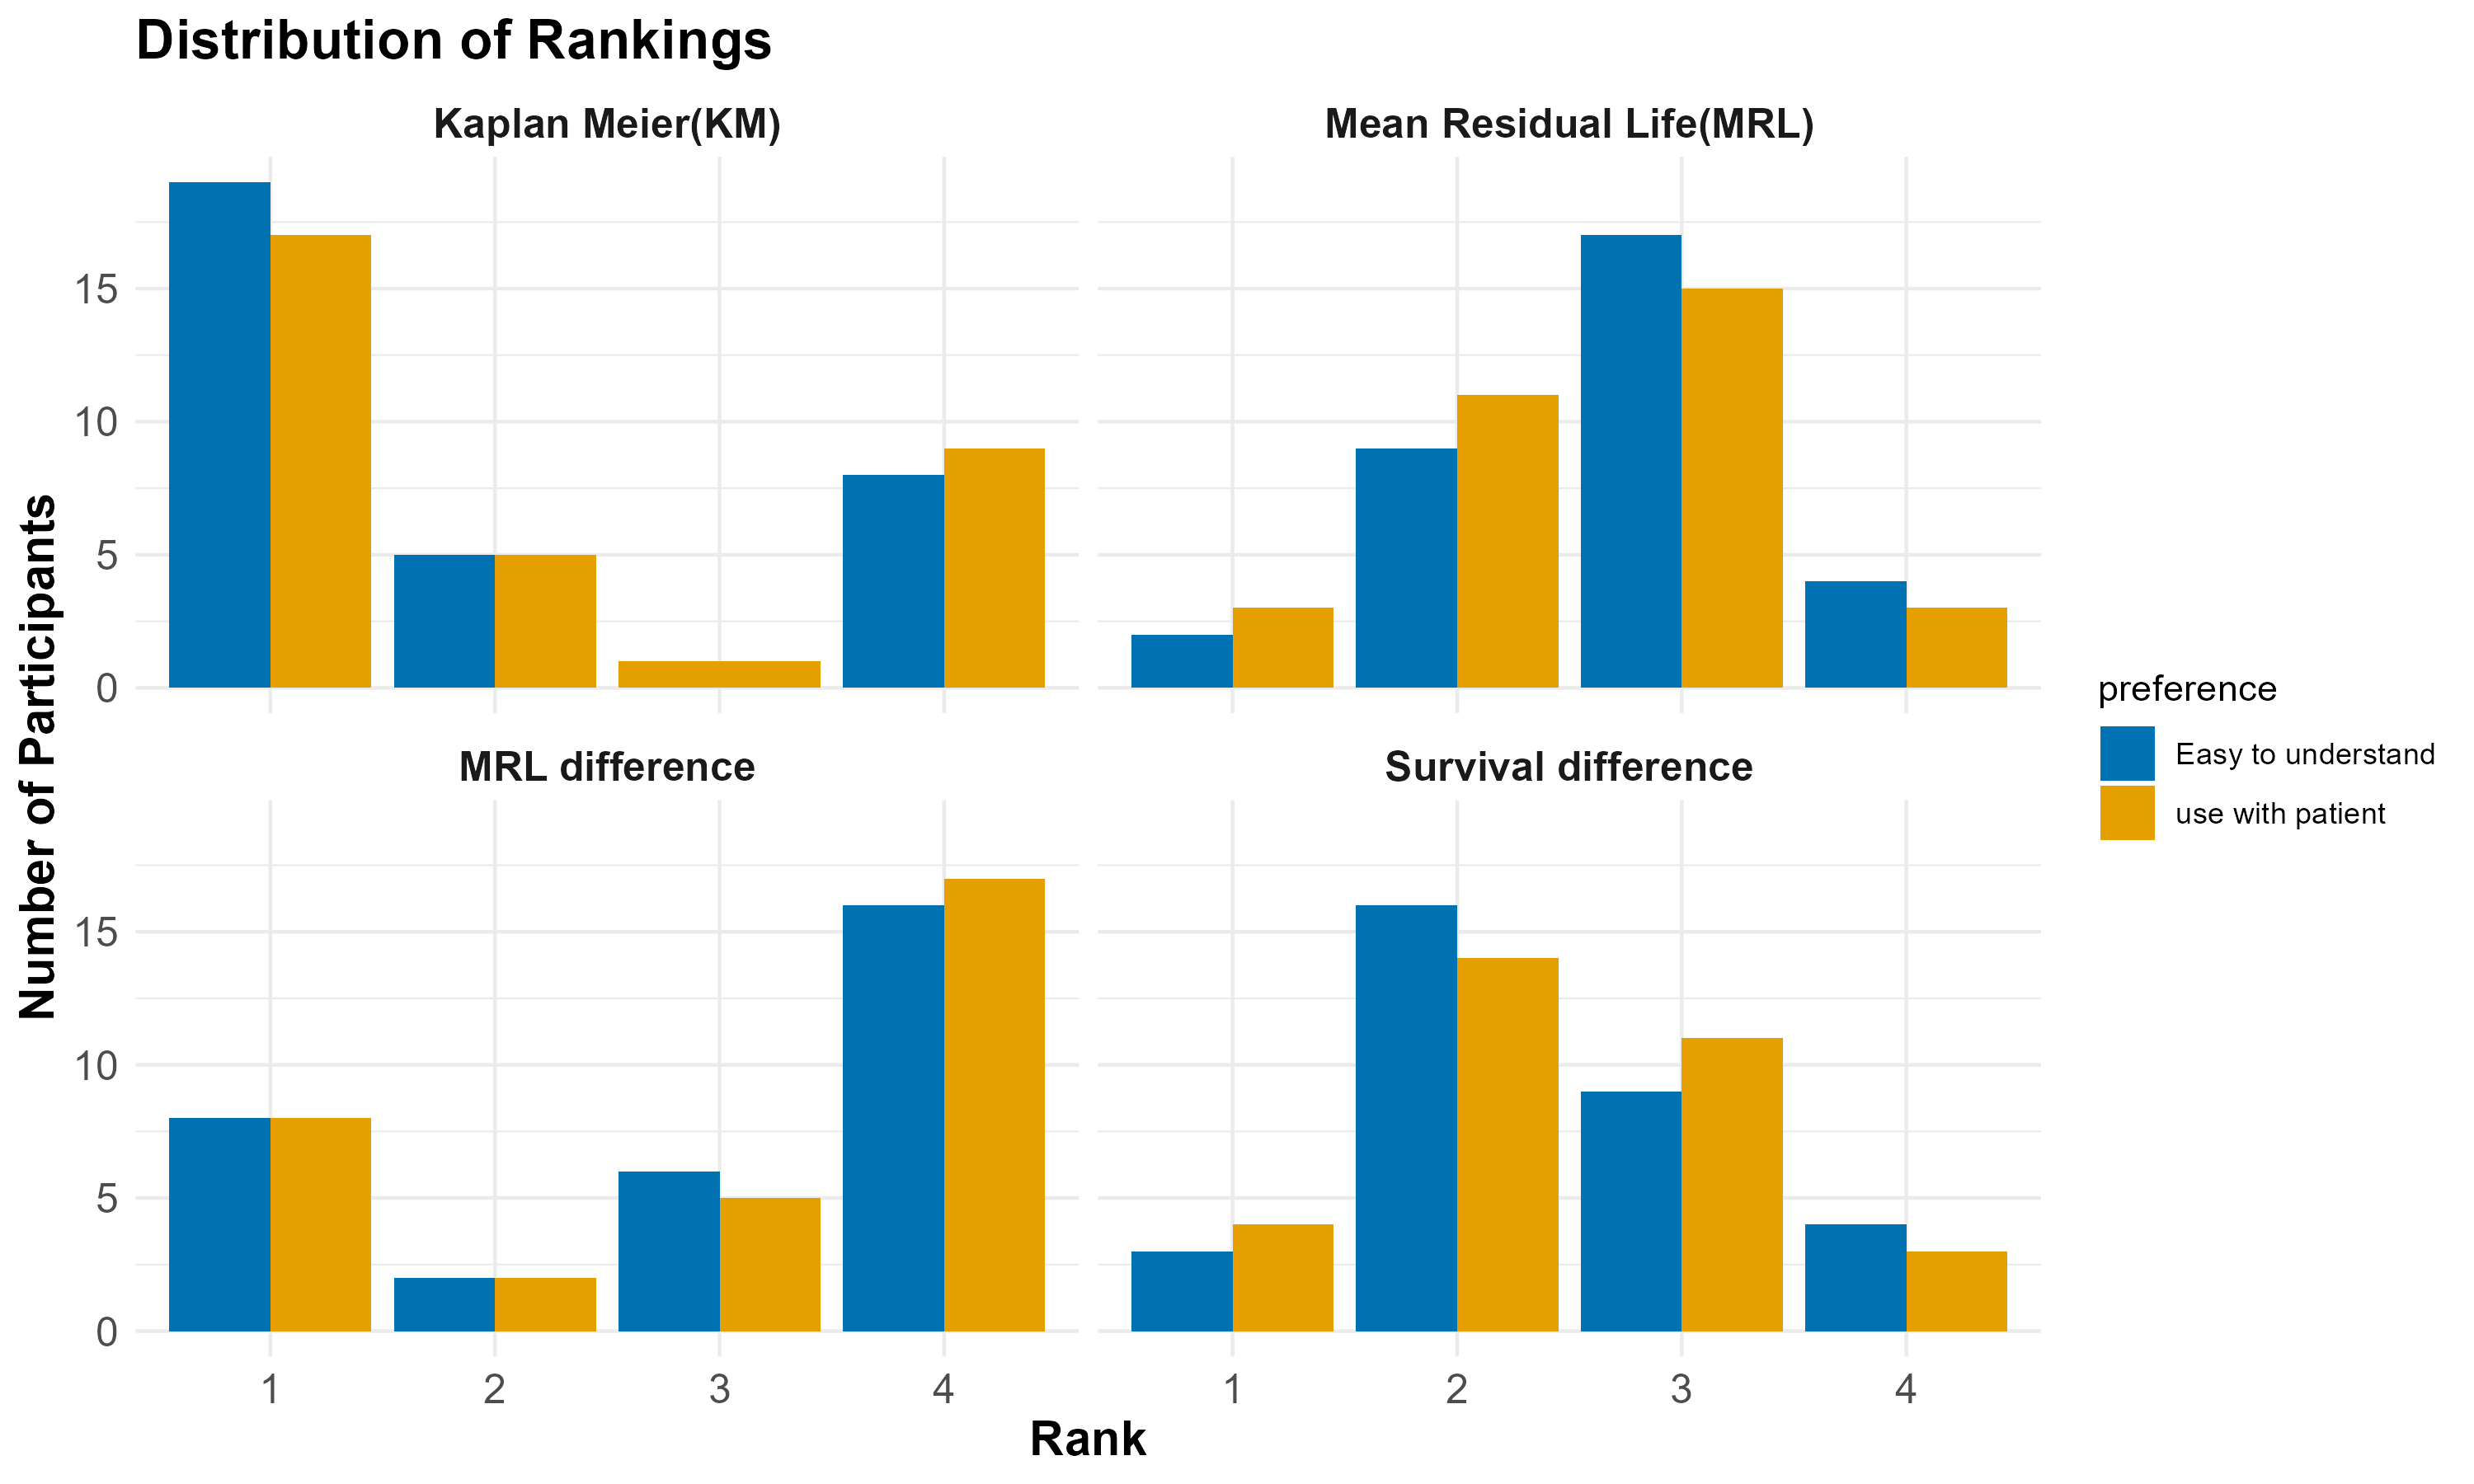 Distribution of Rankings
Kaplan Meier(KM)
Mean Residual Life(MRL)
15
10
5
0
MRL difference
Survival difference
15
10
5
0
1 2 3 4
1 2 3 4
Rank
Number of Participants
preference
Easy to understand
use with patient